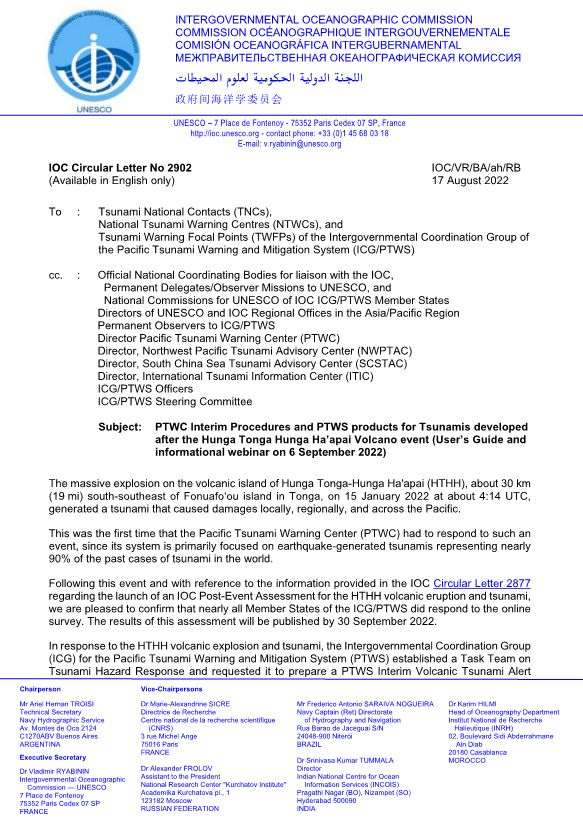 INTERGOVERNMENTAL OCEANOGRAPHIC COMMISSION
COMMISSION OCÉANOGRAPHIQUE INTERGOUVERNEMENTALE
COMISIÓN OCEANOGRÁFICA INTERGUBERNAMENTAL
МЕЖПРАВИТЕЛЬСТВЕННАЯ ОКЕАНОГРАФИЧЕСКАЯ КОМИССИЯ
اللجنة الدولية الحكومية لعلوم المحيطات
政府间海洋学委员会
UNESCO
UNESCO – 7 Place de Fontenoy - 75352 Paris Cedex 07 SP, France
http://ioc.unesco.org - contact phone: +33 (0)1 45 68 03 18
E-mail: v.ryabinin@unesco.org
IOC Circular Letter No 2902 IOC/VR/BA/ah/RB
(Available in English only) 17 August 2022
To : Tsunami National Contacts (TNCs),
National Tsunami Warning Centres (NTWCs), and
Tsunami Warning Focal Points (TWFPs) of the Intergovernmental Coordination Group of
the Pacific Tsunami Warning and Mitigation System (ICG/PTWS)
cc. : Official National Coordinating Bodies for liaison with the IOC,
Permanent Delegates/Observer Missions to UNESCO, and
National Commissions for UNESCO of IOC ICG/PTWS Member States
Directors of UNESCO and IOC Regional Offices in the Asia/Pacific Region
Permanent Observers to ICG/PTWS
Director Pacific Tsunami Warning Center (PTWC)
Director, Northwest Pacific Tsunami Advisory Center (NWPTAC)
Director, South China Sea Tsunami Advisory Center (SCSTAC)
Director, International Tsunami Information Center (ITIC)
ICG/PTWS Officers
ICG/PTWS Steering Committee
Subject: PTWC Interim Procedures and PTWS products for Tsunamis developed
after the Hunga Tonga Hunga Ha’apai Volcano event (User’s Guide and
informational webinar on 6 September 2022)
The massive explosion on the volcanic island of Hunga Tonga-Hunga Ha'apai (HTHH), about 30 km
(19 mi) south-southeast of Fonuafo‘ou island in Tonga, on 15 January 2022 at about 4:14 UTC,
generated a tsunami that caused damages locally, regionally, and across the Pacific.
This was the first time that the Pacific Tsunami Warning Center (PTWC) had to respond to such an
event, since its system is primarily focused on earthquake-generated tsunamis representing nearly
90% of the past cases of tsunami in the world.
Following this event and with reference to the information provided in the IOC Circular Letter 2877
regarding the launch of an IOC Post-Event Assessment for the HTHH volcanic eruption and tsunami,
we are pleased to confirm that nearly all Member States of the ICG/PTWS did respond to the online
survey. The results of this assessment will be published by 30 September 2022.
In response to the HTHH volcanic explosion and tsunami, the Intergovernmental Coordination Group
(ICG) for the Pacific Tsunami Warning and Mitigation System (PTWS) established a Task Team on
Tsunami Hazard Response and requested it to prepare a PTWS Interim Volcanic Tsunami Alert
Chairperson
Mr Ariel Hernan TROISI
Technical Secretary
Navy Hydrographic Service
Av. Montes de Oca 2124
C1270ABV Buenos Aires
ARGENTINA
Executive Secretary
Dr Vladimir RYABININ
Intergovernmental Oceanographic
Commission — UNESCO
7 Place de Fontenoy
75352 Paris Cedex 07 SP
FRANCE
Vice-Chairpersons
Dr Marie-Alexandrine SICRE
Directrice de Recherche
Centre national de la recherche scientifique
(CNRS)
3 rue Michel Ange
75016 Paris
FRANCE
Dr Alexander FROLOV
Assistant to the President
National Research Center "Kurchatov Institute"
Academika Kurchatova pl., 1
123182 Moscow
RUSSIAN FEDERATION
Mr Frederico Antonio SARAIVA NOGUEIRA
Navy Captain (Ret) Directorate
of Hydrography and Navigation
Rua Barao de Jaceguai S/N
24048-900 Niterói
BRAZIL
Dr Srinivasa Kumar TUMMALA
Director
Indian National Centre for Ocean
Information Services (INCOIS)
Pragathi Nagar (BO), Nizampet (SO)
Hyderabad 500090
INDIA
Dr Karim HILMI
Head of Oceanography Department
Institut National de Recherche
Halieutique (INRH)
02, Boulevard Sidi Abderrahmane
Ain Diab
20180 Casablanca
MOROCCO